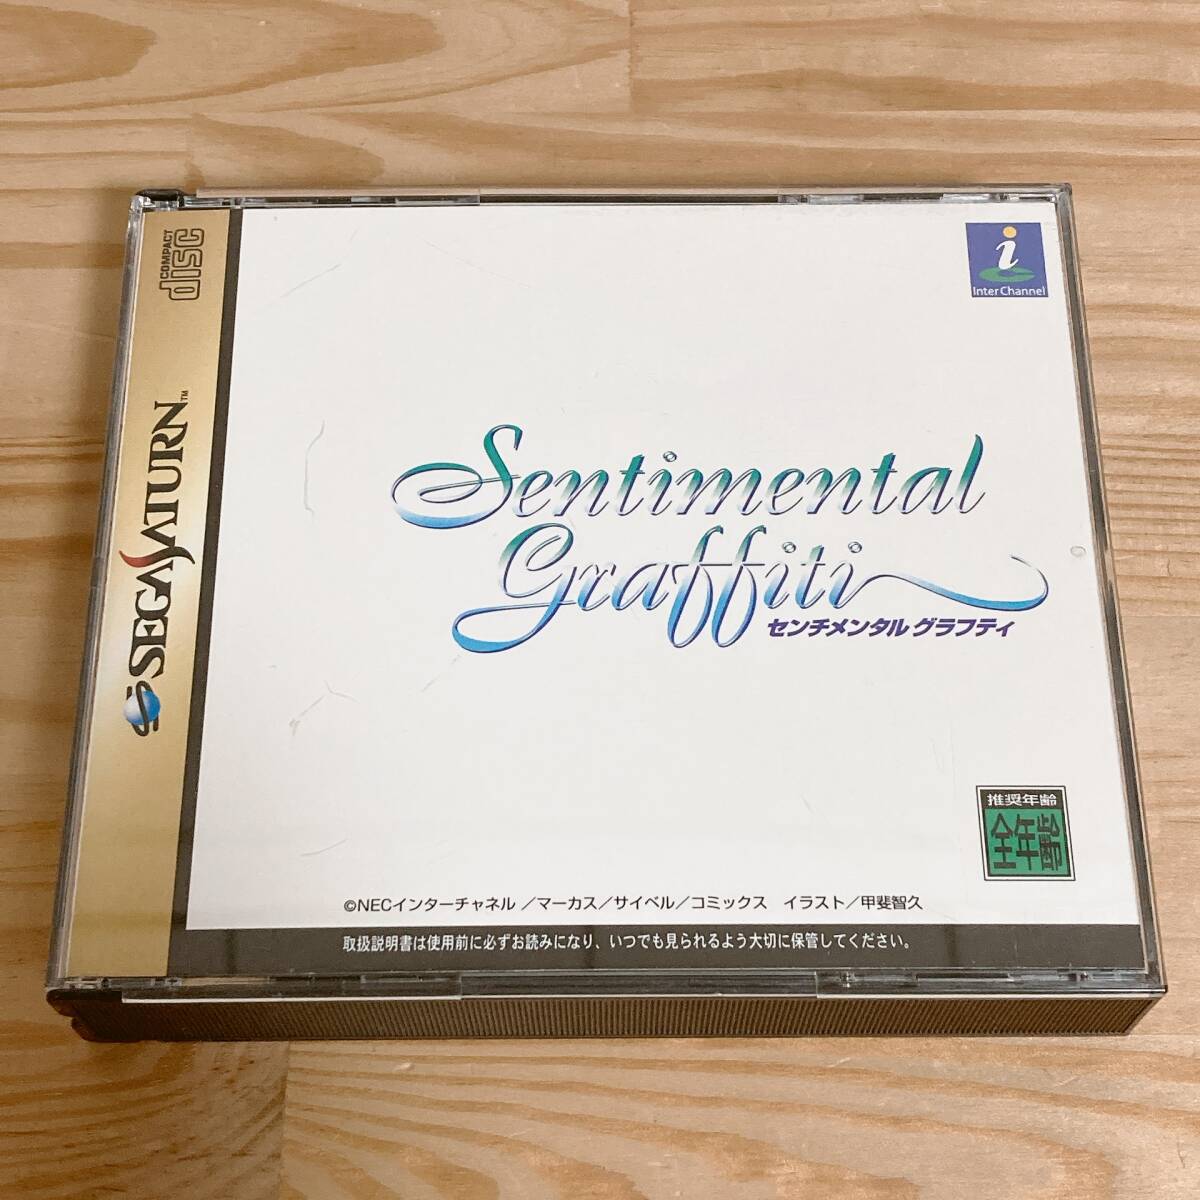 COMPACT
disc
SEGA SATURN™
i
InterChannel
Sentimental
Graffiti
センチメンタル グラフティ
推奨年齢
全年齢
©NECインターチャネル／マーカス／サイベル／コミックス イラスト／甲斐智久
取扱説明書は使用前に必ずお読みになり、いつでも見られるよう大切に保管してください。